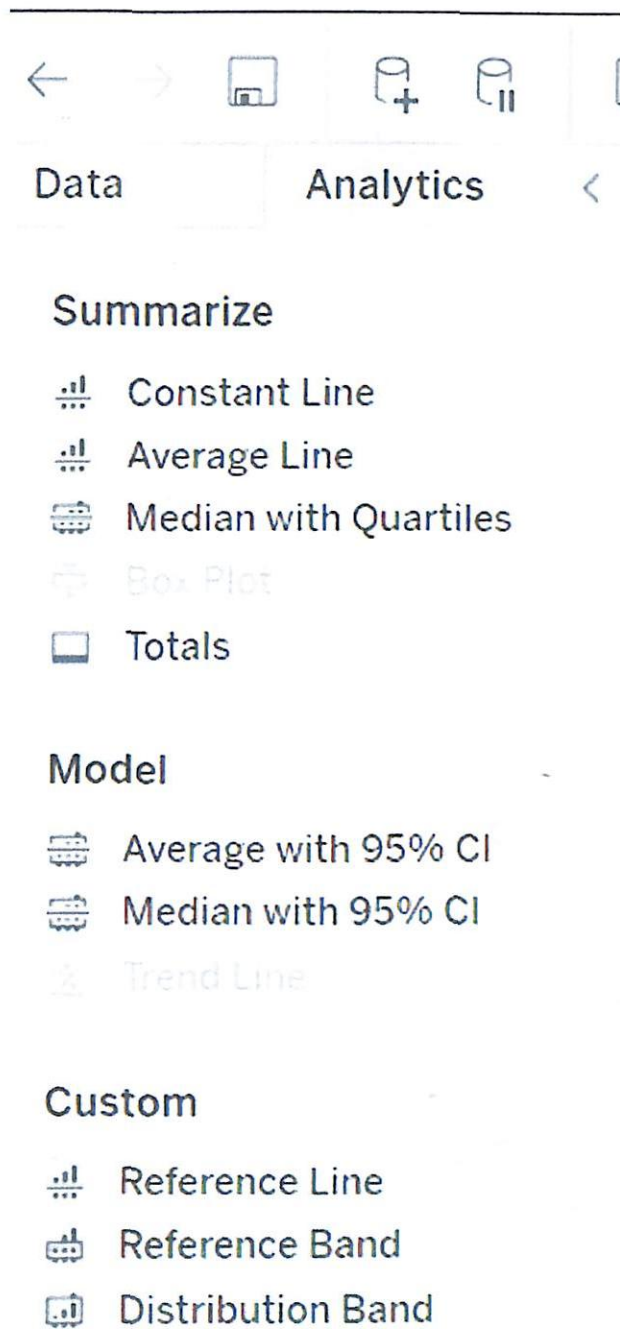 Data Analytics
Summarize
Constant Line
Average Line
Median with Quartiles
Box Plot
Totals
Model
Average with 95% CI
Median with 95% CI
Trend Line
Custom
Reference Line
Reference Band
Distribution Band